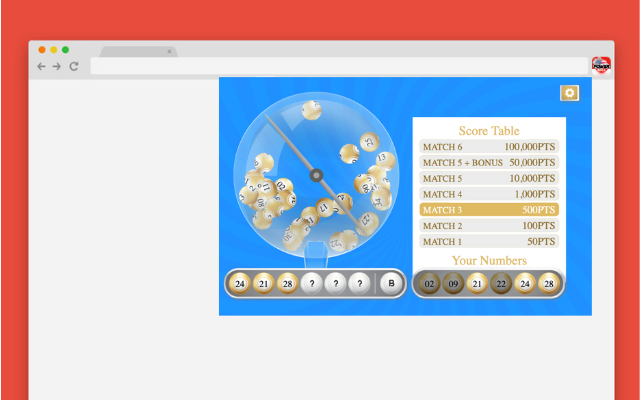 Score Table
MATCH 6 100,000PTS
MATCH 5 + BONUS 50,000PTS
MATCH 5 10,000PTS
MATCH 4 1,000PTS
MATCH 3 500PTS
MATCH 2 100PTS
MATCH 1 50PTS
Your Numbers
24 21 28 ? ? ? B
02 09 21 22 24 28